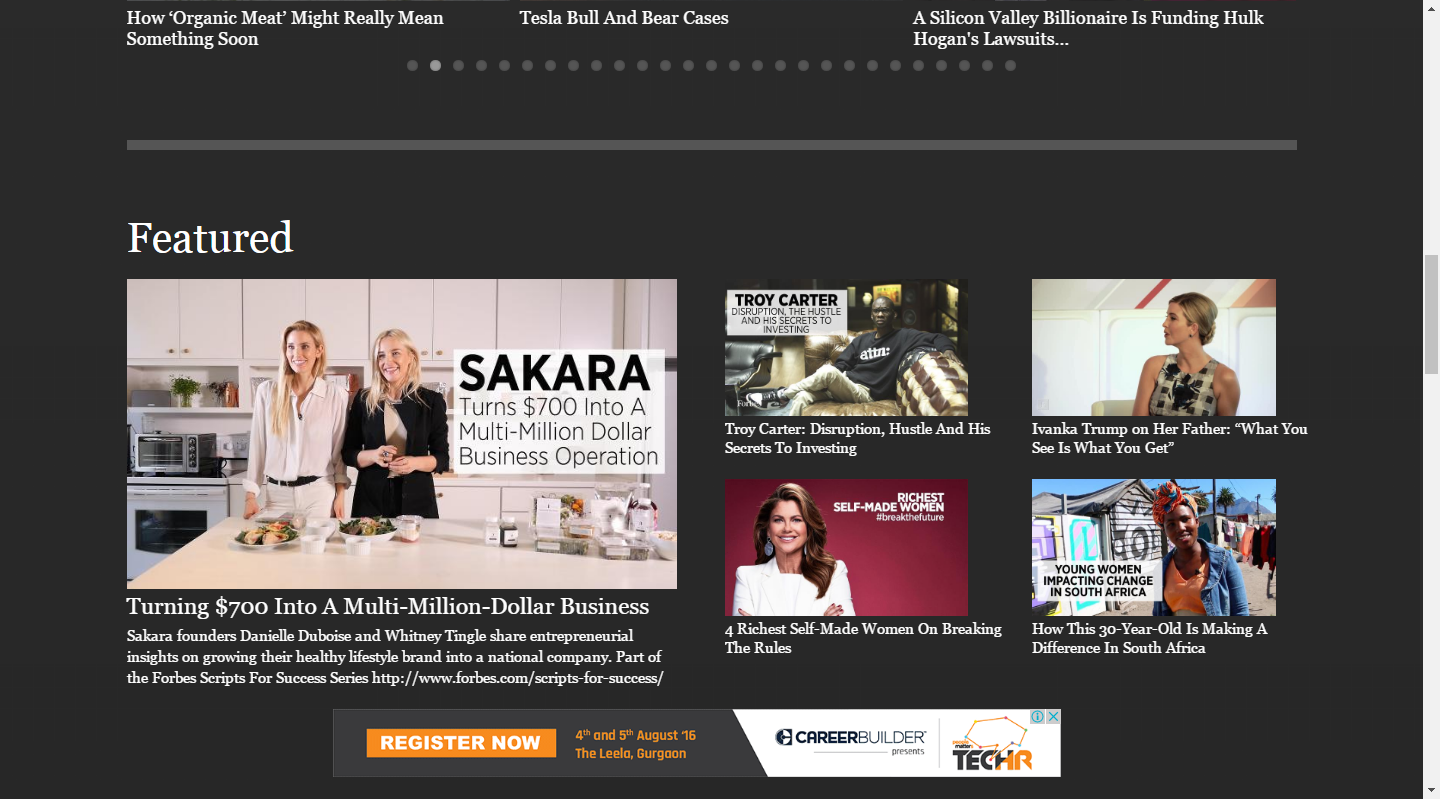 How ‘Organic Meat’ Might Really Mean
Something Soon
Tesla Bull And Bear Cases
A Silicon Valley Billionaire Is Funding Hulk
Hogan's Lawsuits...
Featured
SAKARA
Turns $700 Into A
Multi-Million Dollar
Business Operation
Turning $700 Into A Multi-Million-Dollar Business
Sakara founders Danielle Duboise and Whitney Tingle share entrepreneurial
insights on growing their healthy lifestyle brand into a national company. Part of
the Forbes Scripts For Success Series http://www.forbes.com/scripts-for-success/
TROY CARTER
DISRUPTION, THE HUSTLE
AND HIS SECRETS TO
INVESTING
attn:
Forbes
Troy Carter: Disruption, Hustle And His
Secrets To Investing
Ivanka Trump on Her Father: “What You
See Is What You Get”
RICHEST
SELF-MADE WOMEN
#breakthefuture
4 Richest Self-Made Women On Breaking
The Rules
YOUNG WOMEN
IMPACTING CHANGE
IN SOUTH AFRICA
How This 30-Year-Old Is Making A
Difference In South Africa
REGISTER NOW
4th and 5th August '16
The Leela, Gurgaon
CAREERBUILDER
presents
people
matters
TECHR